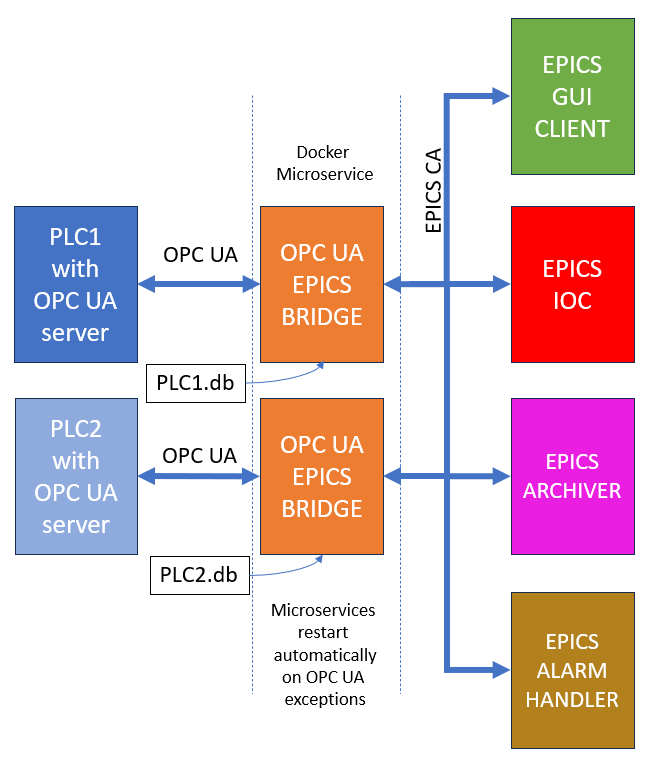 EPICS
GUI
CLIENT
Docker
Microservice
EPICS CA
PLC1
with
OPC UA
server
OPC UA
OPC UA
EPICS
BRIDGE
EPICS
IOC
PLC1.db
PLC2
with
OPC UA
server
OPC UA
OPC UA
EPICS
BRIDGE
EPICS
ARCHIVER
PLC2.db
Microservices
restart
automatically
on OPC UA
exceptions
EPICS
ALARM
HANDLER